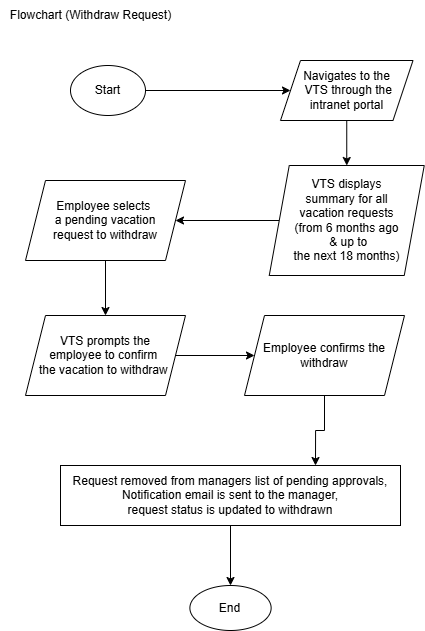 Flowchart (Withdraw Request)
Start
Navigates to the
VTS through the
intranet portal
VTS displays
summary for all
vacation requests
(from 6 months ago
& up to
the next 18 months)
Employee selects
a pending vacation
request to withdraw
VTS prompts the
employee to confirm
the vacation to withdraw
Employee confirms the
withdraw
Request removed from managers list of pending approvals,
Notification email is sent to the manager,
request status is updated to withdrawn
End